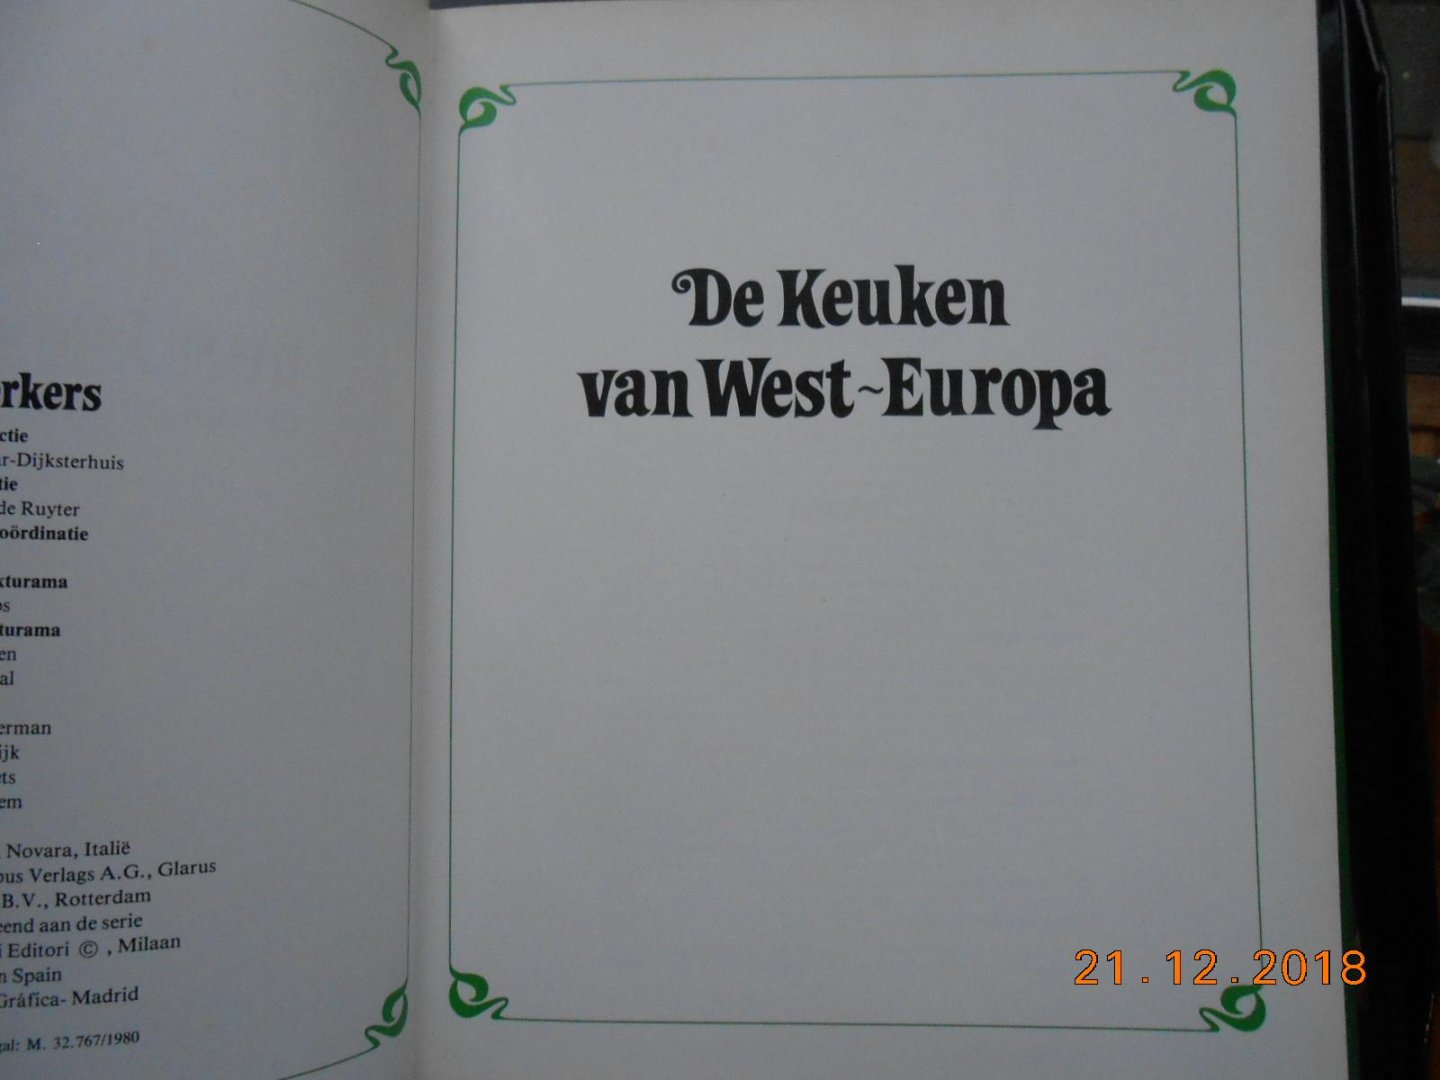 rkers
ctie
r-Dijksterhuis
tie
de Ruyter
oördinatie
kturama
os
turama
en
al
erman
ijk
ts
em
Novara, Italië
ous Verlags A.G., Glarus
B.V., Rotterdam
eend aan de serie
i Editori © , Milaan
n Spain
Gráfica- Madrid
gal: M. 32.767/1980
De Keuken
van West~Europa
21.12.2018